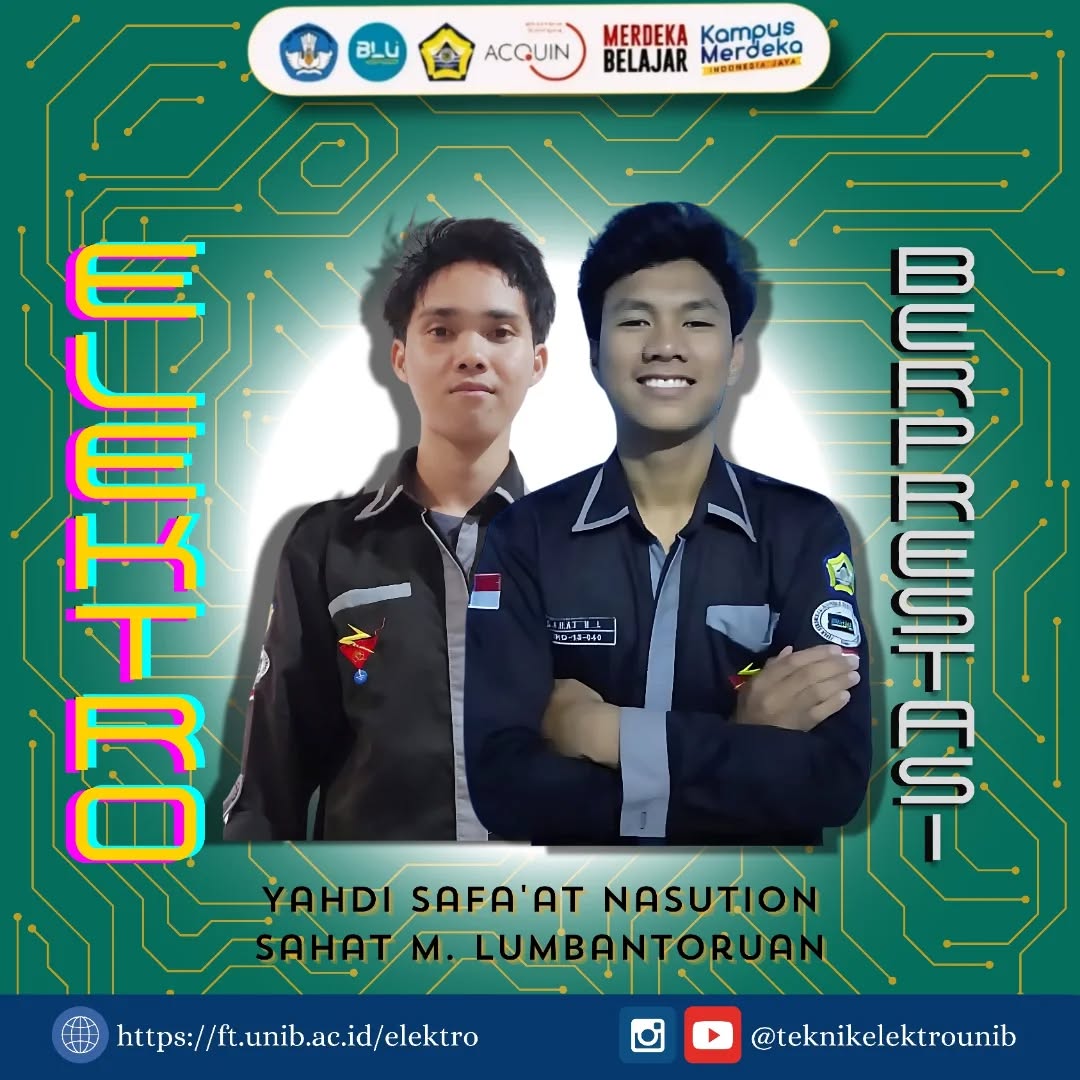 BLU
ACQUIN
MERDEKA
BELAJAR
Kampus
Merdeka
INDONESIA JAYA
ELEKTRO
BERPRESTASI
YAHDI SAFA'AT NASUTION
SAHAT M. LUMBANTORUAN
https://ft.unib.ac.id/elektro
@teknikelektrounib